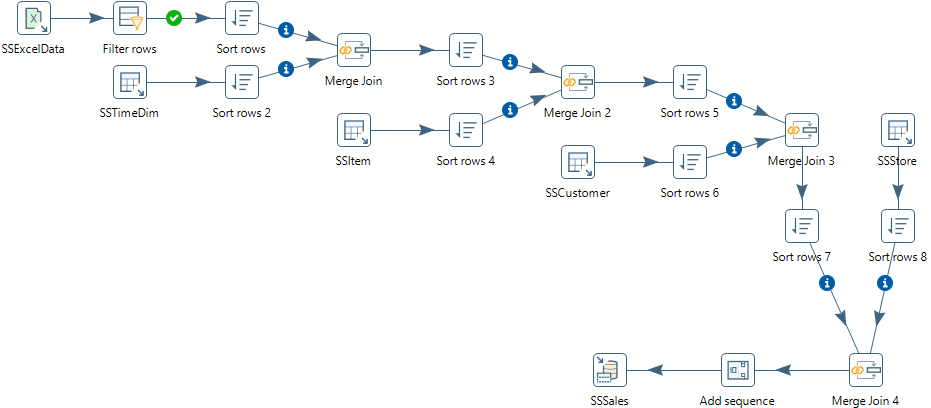 SSExcelData
Filter rows
Sort rows
SSTimeDim
Sort rows 2
Merge Join
Sort rows 3
SSItem
Sort rows 4
Merge Join 2
Sort rows 5
SSCustomer
Sort rows 6
Merge Join 3
SSStore
Sort rows 7
Sort rows 8
SSSales
Add sequence
Merge Join 4